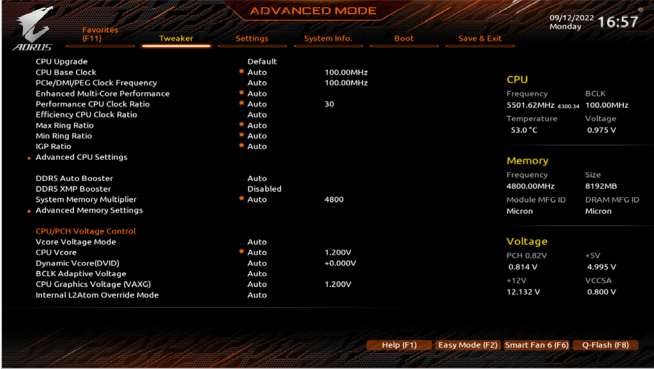 ADVANCED MODE
09/12/2022 Monday 16:57
AORUS
Favorites (F11) Tweaker Settings System Info. Boot Save & Exit
CPU Upgrade Default
CPU Base Clock * Auto 100.00MHz
PCIe/DMI/PEG Clock Frequency Auto 100.00MHz
Enhanced Multi-Core Performance * Auto
Performance CPU Clock Ratio * Auto 30
Efficiency CPU Clock Ratio Auto
Max Ring Ratio * Auto
Min Ring Ratio * Auto
IGP Ratio * Auto
Advanced CPU Settings
DDR5 Auto Booster Auto
DDR5 XMP Booster Disabled
System Memory Multiplier * Auto 4800
Advanced Memory Settings
CPU/PCH Voltage Control
Vcore Voltage Mode Auto
CPU Vcore * Auto 1.200V
Dynamic Vcore(DVID) Auto +0.000V
BCLK Adaptive Voltage Auto
CPU Graphics Voltage (VAXG) Auto 1.200V
Internal L2Atom Override Mode Auto
CPU
Frequency BCLK
5501.62MHz 4300.34 100.00MHz
Temperature Voltage
53.0 °C 0.975 V
Memory
Frequency Size
4800.00MHz 8192MB
Module MFG ID DRAM MFG ID
Micron Micron
Voltage
PCH 0.82V +5V
0.814 V 4.995 V
+12V VCCSA
12.132 V 0.800 V
Help (F1) Easy Mode (F2) Smart Fan 6 (F6) Q-Flash (F8)